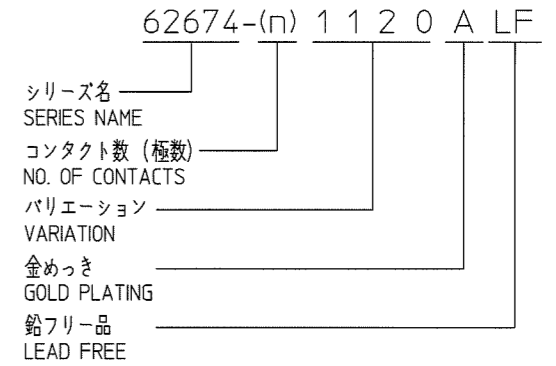 62674-(n) 1 1 2 0 A LF
シリーズ名
SERIES NAME
コンタクト数 (極数)
NO. OF CONTACTS
バリエーション
VARIATION
金めっき
GOLD PLATING
鉛フリー品
LEAD FREE